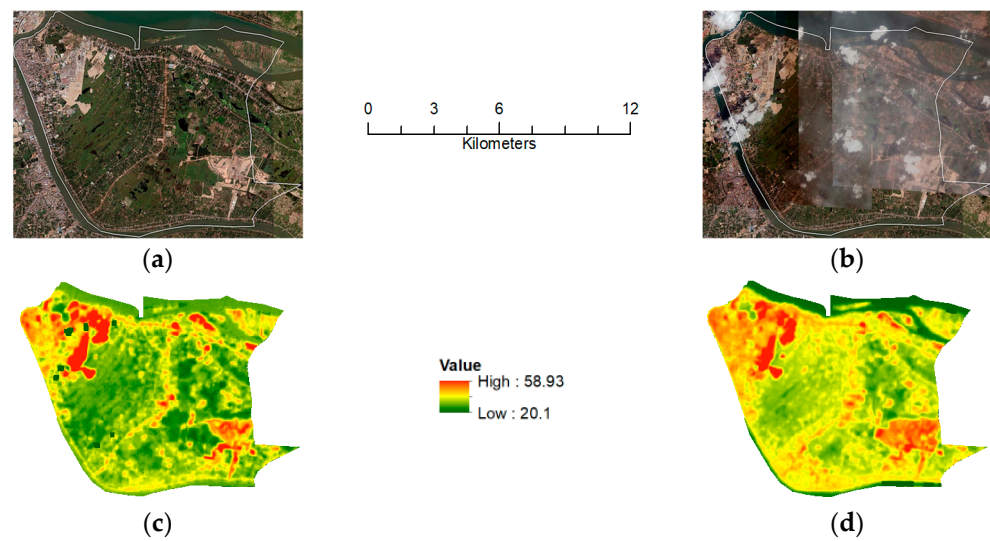 0 3 6 12
Kilometers
(a) (b)
Value
High : 58.93
Low : 20.1
(c) (d)